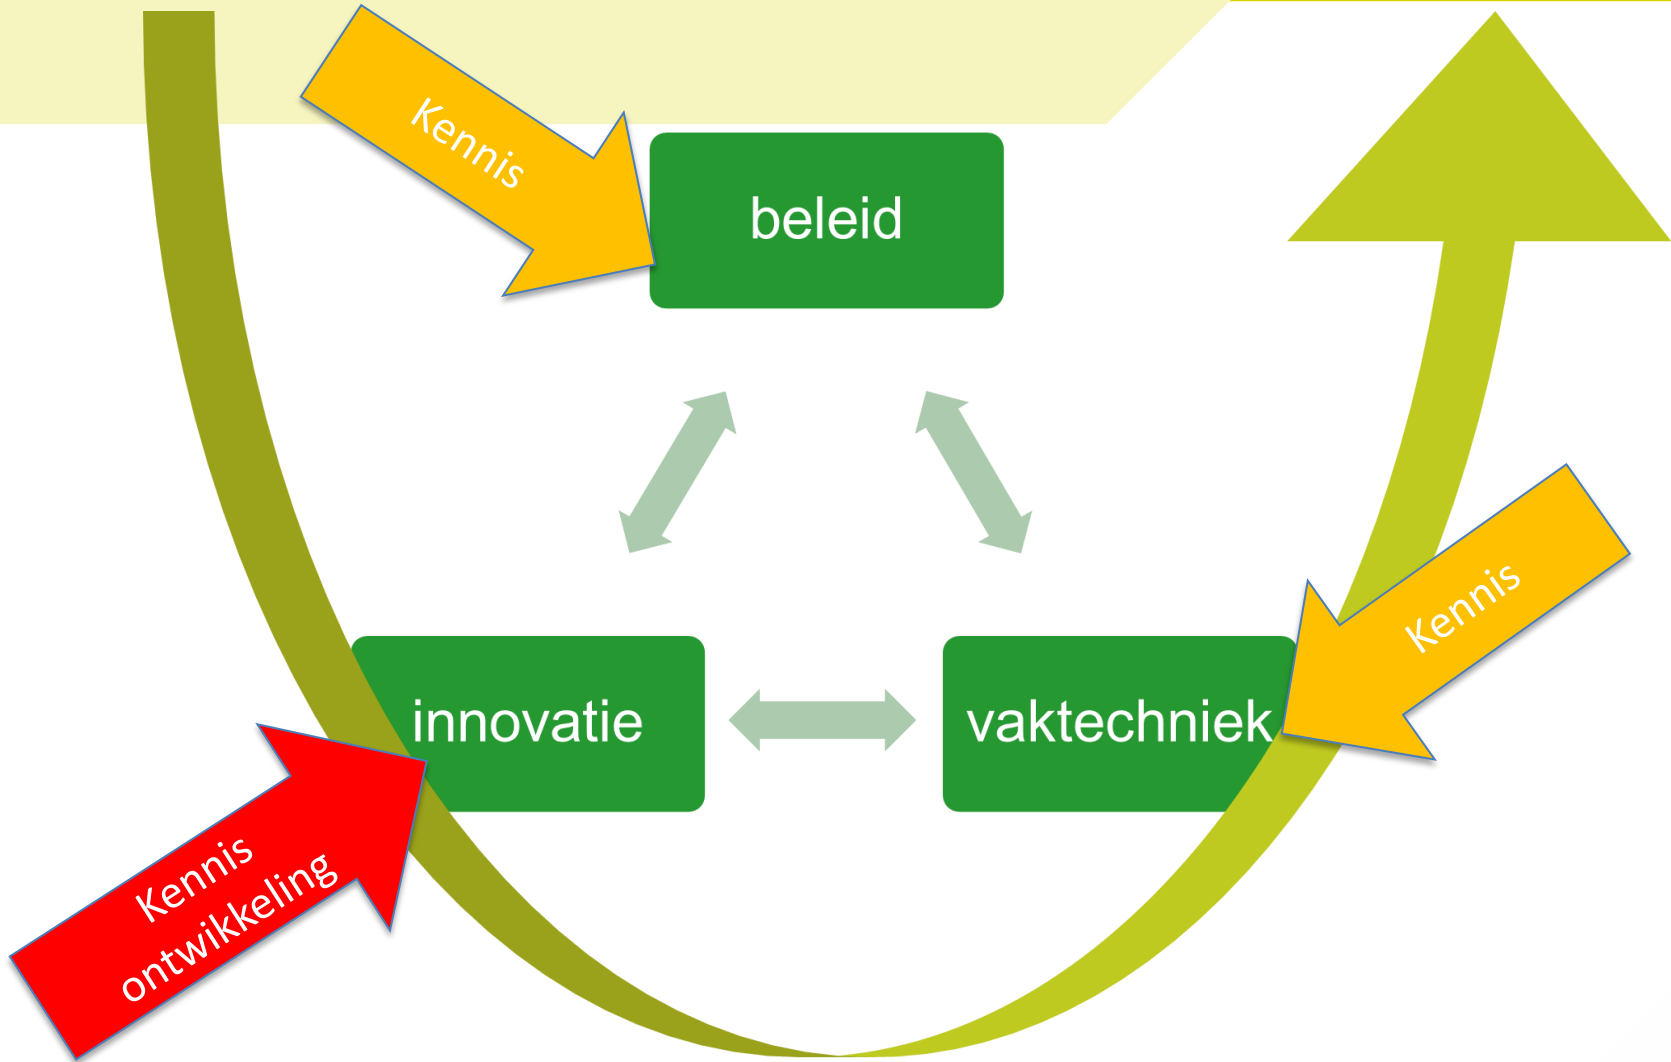 Kennis
beleid
Kennis
innovatie
vaktechniek
Kennis
ontwikkeling